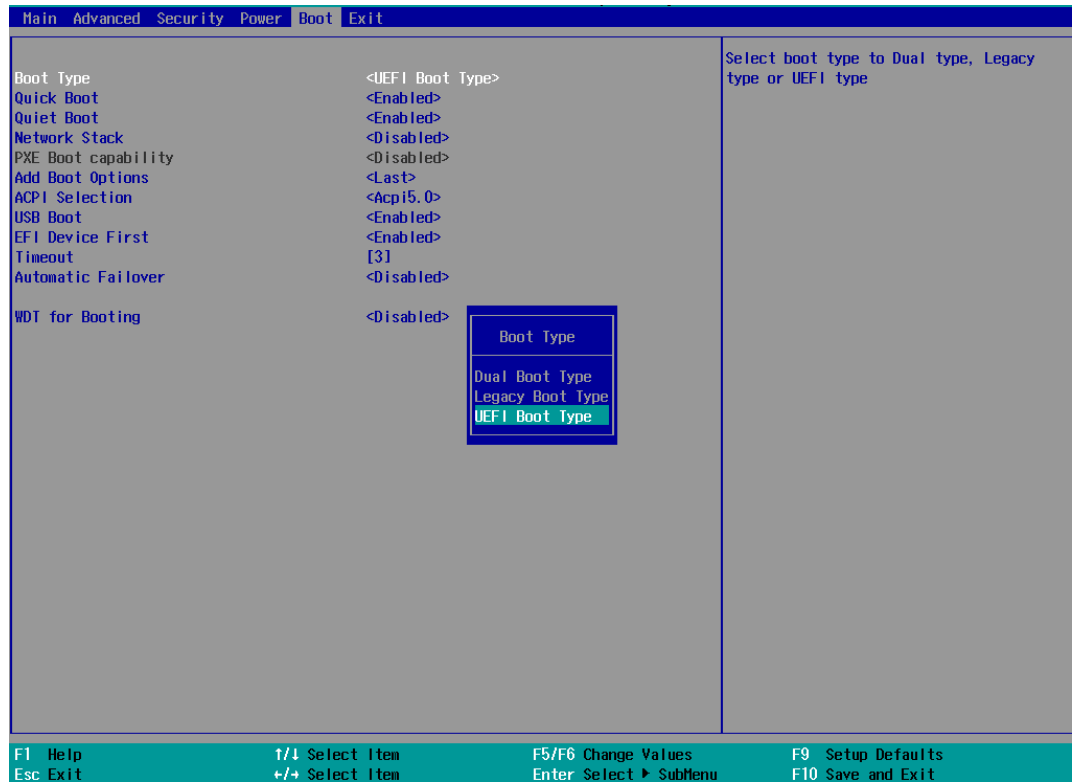 Main Advanced Security Power Boot Exit
Boot Type <UEFI Boot Type>
Quick Boot <Enabled>
Quiet Boot <Enabled>
Network Stack <Disabled>
PXE Boot capability <Disabled>
Add Boot Options <Last>
ACPI Selection <Acpi5.0>
USB Boot <Enabled>
EFI Device First <Enabled>
Timeout [3]
Automatic Failover <Disabled>
WDT for Booting <Disabled>
Boot Type
Dual Boot Type
Legacy Boot Type
UEFI Boot Type
Select boot type to Dual type, Legacy
type or UEFI type
F1 Help ↑/↓ Select Item F5/F6 Change Values F9 Setup Defaults
Esc Exit ←/→ Select Item Enter Select ▶ SubMenu F10 Save and Exit